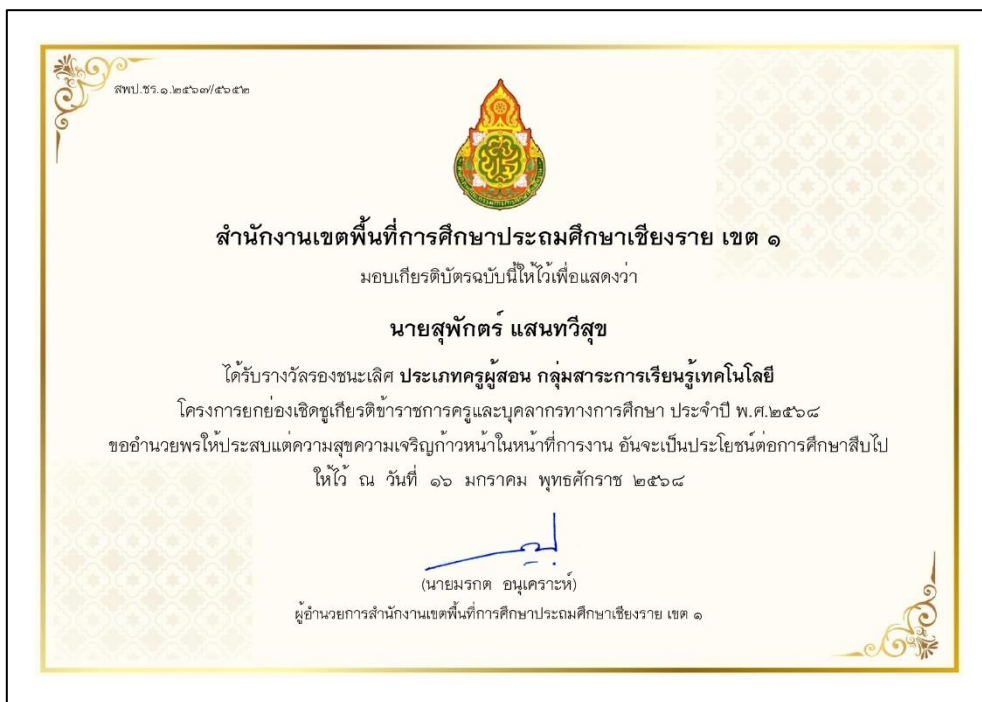 สพป.ชร.๑.๒๕๖๗/๕๖๕๒
สำนักงานเขตพื้นที่การศึกษาประถมศึกษาเชียงราย เขต ๑
มอบเกียรติบัตรฉบับนี้ให้ไว้เพื่อแสดงว่า
นายสุพักตร์ แสนทวีสุข
ได้รับรางวัลรองชนะเลิศ ประเภทครูผู้สอน กลุ่มสาระการเรียนรู้เทคโนโลยี
โครงการยกย่องเชิดชูเกียรติข้าราชการครูและบุคลากรทางการศึกษา ประจำปี พ.ศ.๒๕๖๘
ขออำนวยพรให้ประสบแต่ความสุขความเจริญก้าวหน้าในหน้าที่การงาน อันจะเป็นประโยชน์ต่อการศึกษาสืบไป
ให้ไว้ ณ วันที่ ๑๖ มกราคม พุทธศักราช ๒๕๖๘
(นายมรกต อนุเคราะห์)
ผู้อำนวยการสำนักงานเขตพื้นที่การศึกษาประถมศึกษาเชียงราย เขต ๑